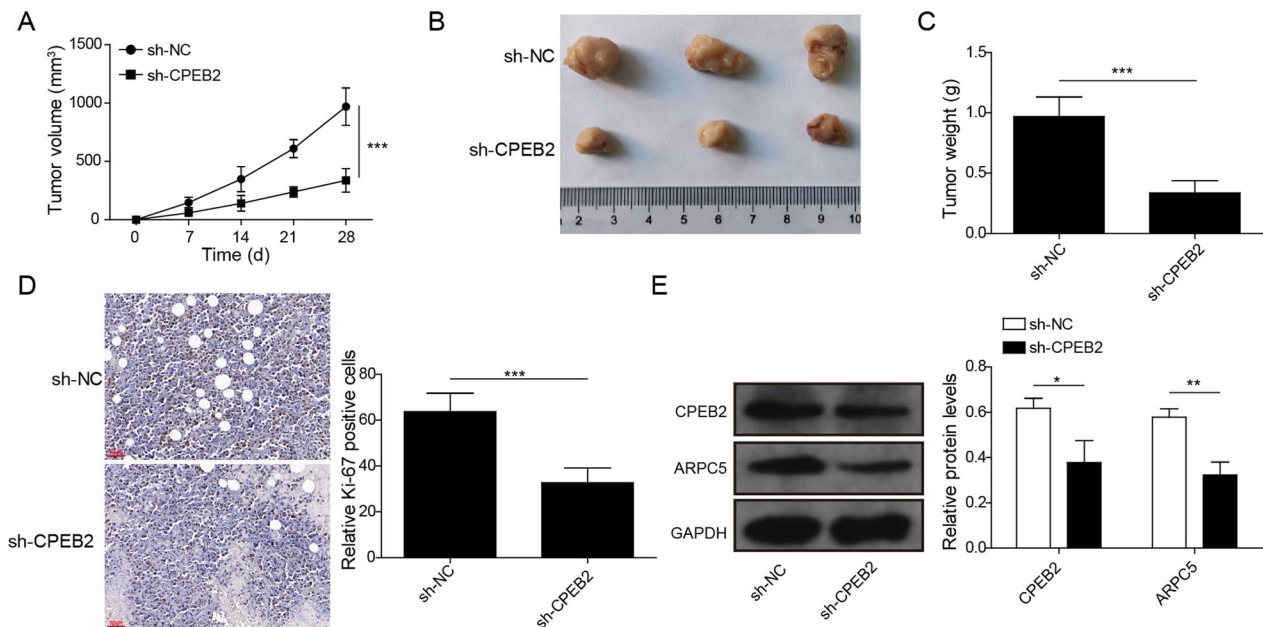 A
Tumor volume (mm³)
1500
1000
500
0
sh-NC
sh-CPEB2
***
0 7 14 21 28
Time (d)
B
sh-NC
sh-CPEB2
2 3 4 5 6 7 8 9 10
C
Tumor weight (g)
1.5
1.0
0.5
0.0
***
sh-NC
sh-CPEB2
D
sh-NC
sh-CPEB2
Relative Ki-67 positive cells
80
60
40
20
0
***
sh-NC
sh-CPEB2
E
CPEB2
ARPC5
GAPDH
sh-NC
sh-CPEB2
sh-NC
sh-CPEB2
Relative protein levels
0.8
0.6
0.4
0.2
0.0
*
**
CPEB2
ARPC5